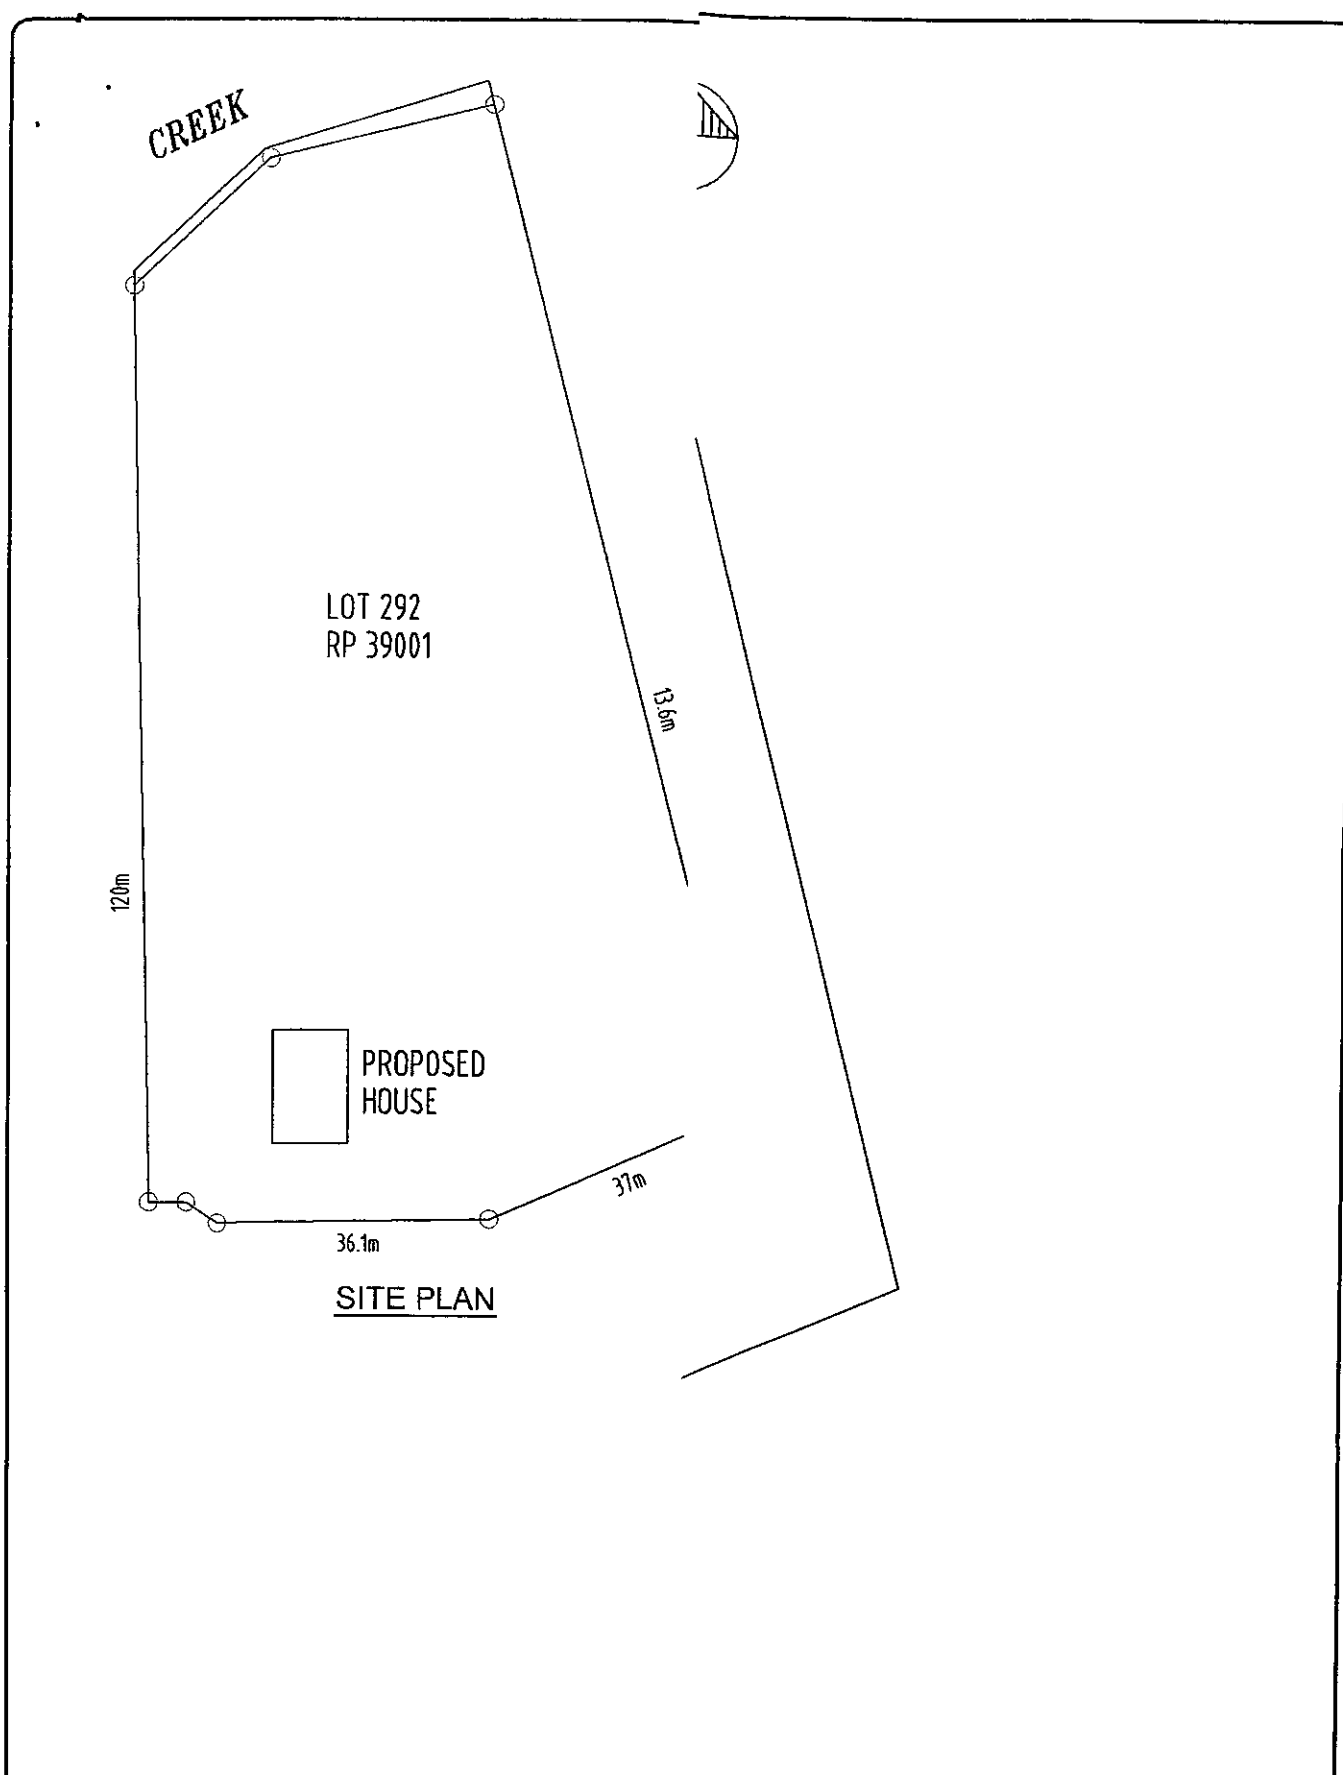 CREEK
LOT 292
RP 39001
13.6m
120m
PROPOSED
HOUSE
37m
36.1m
SITE PLAN